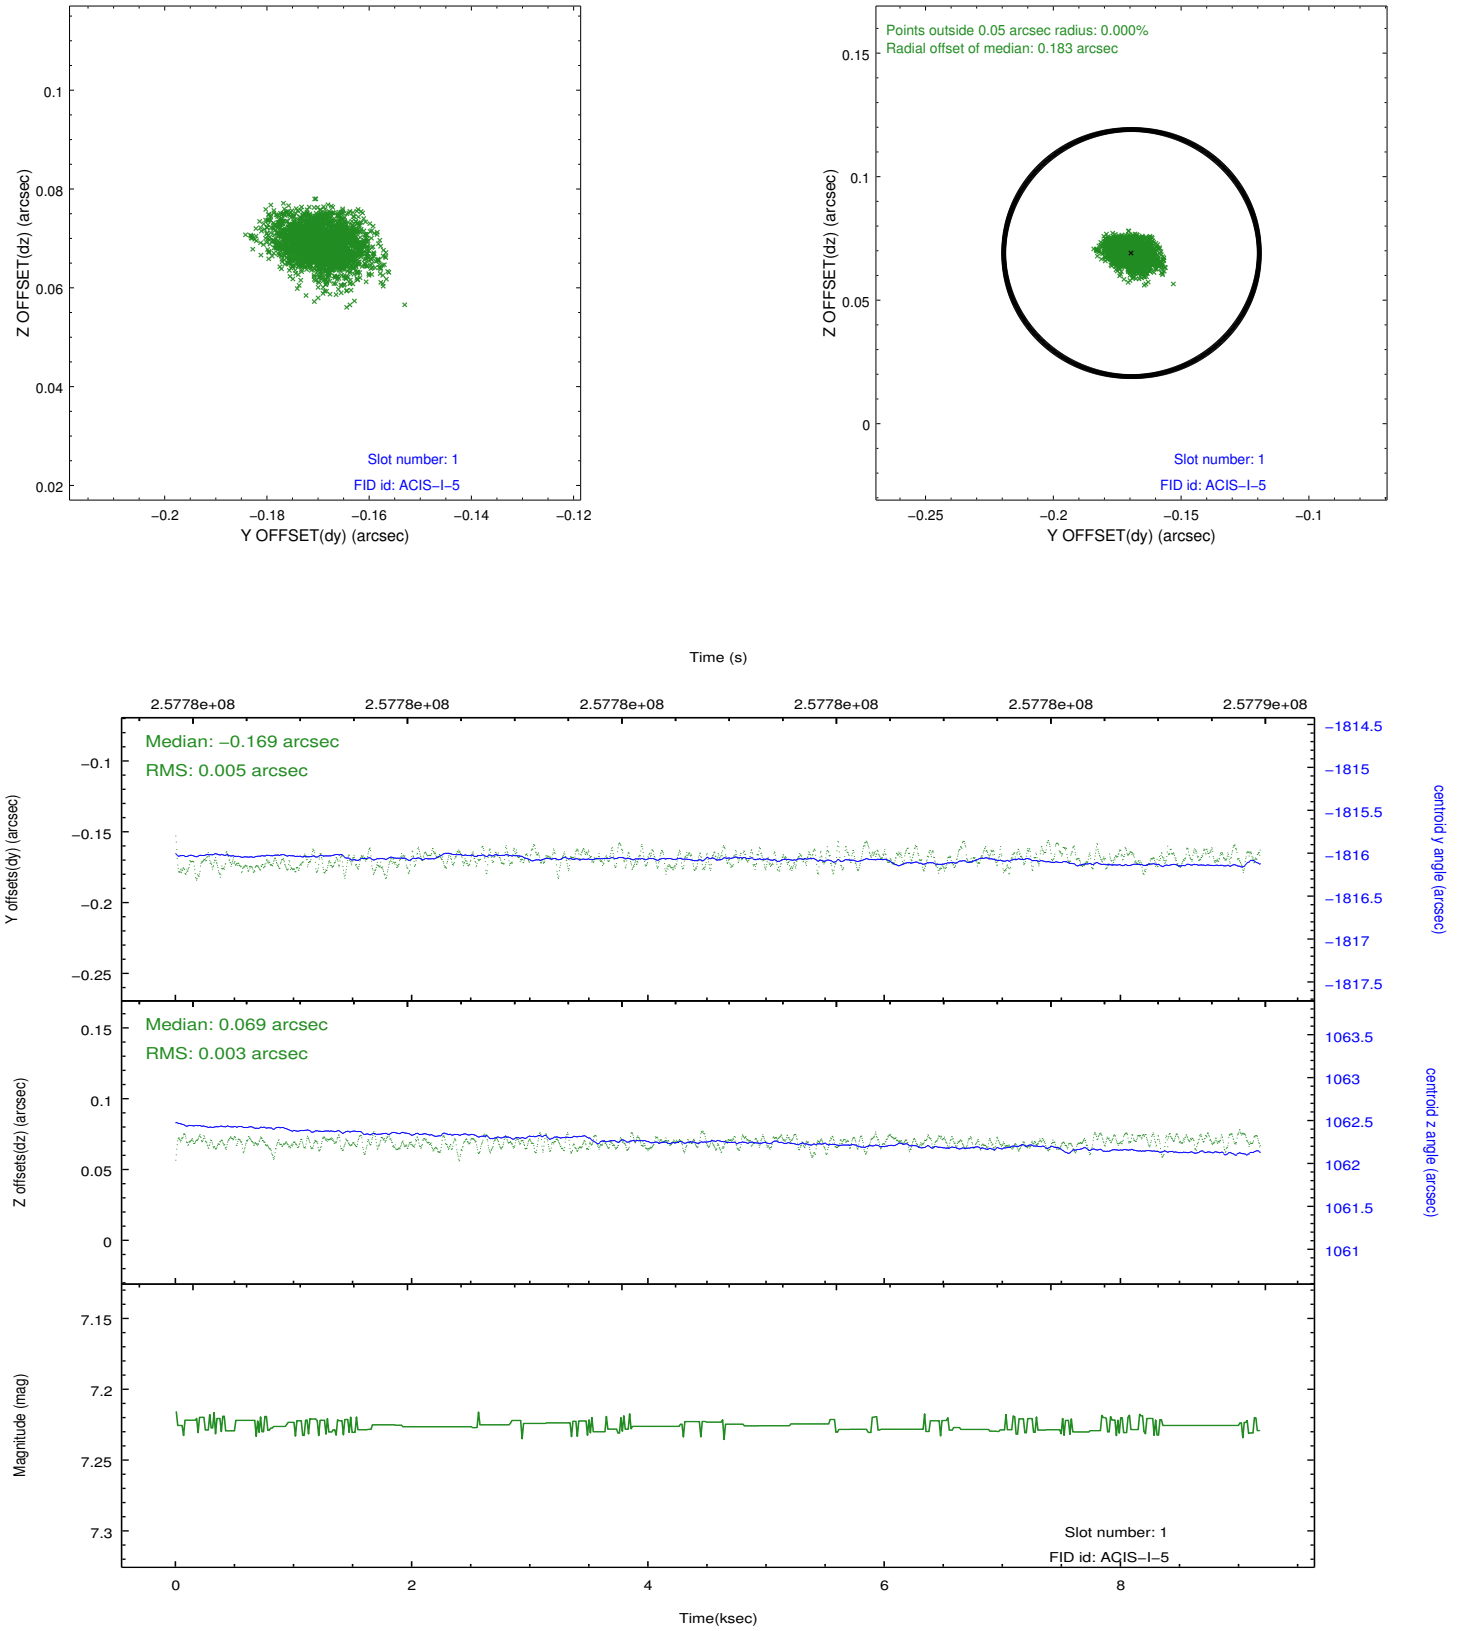 0.1
0.08
0.06
0.04
0.02
Z OFFSET(dz) (arcsec)
Slot number: 1
FID id: ACIS−I−5
−0.2 −0.18 −0.16 −0.14 −0.12
Y OFFSET(dy) (arcsec)
Points outside 0.05 arcsec radius: 0.000%
Radial offset of median: 0.183 arcsec
0.15
0.1
0.05
0
Z OFFSET(dz) (arcsec)
Slot number: 1
FID id: ACIS−I−5
−0.25 −0.2 −0.15 −0.1
Y OFFSET(dy) (arcsec)
Time (s)
2.5778e+08 2.5778e+08 2.5778e+08 2.5778e+08 2.5778e+08 2.5779e+08
Median: −0.169 arcsec
RMS: 0.005 arcsec
−0.1
−0.15
−0.2
−0.25
Y offsets(dy) (arcsec)
−1814.5
−1815
−1815.5
−1816
−1816.5
−1817
−1817.5
centroid y angle (arcsec)
Median: 0.069 arcsec
RMS: 0.003 arcsec
0.15
0.1
0.05
0
Z offsets(dz) (arcsec)
1063.5
1063
1062.5
1062
1061.5
1061
centroid z angle (arcsec)
7.15
7.2
7.25
7.3
Magnitude (mag)
Slot number: 1
FID id: ACIS−I−5
0 2 4 6 8
Time(ksec)